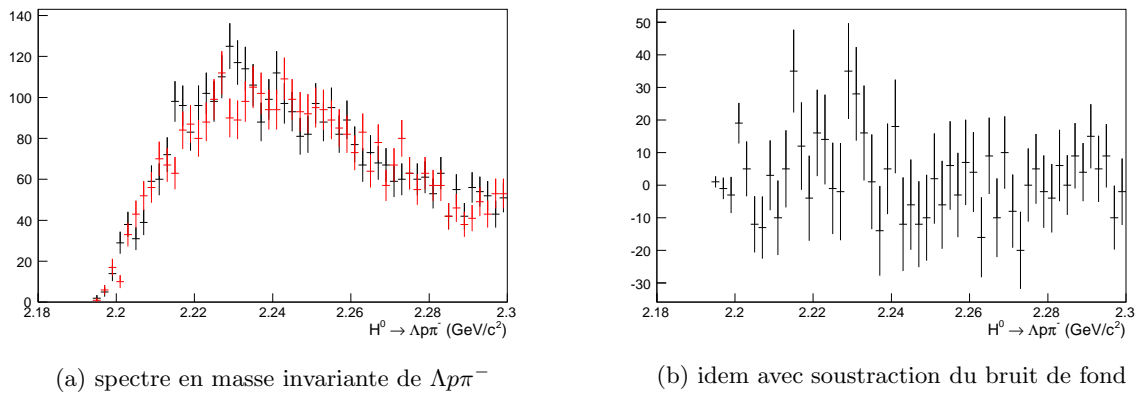 140
120
100
80
60
40
20
0
2.18 2.2 2.22 2.24 2.26 2.28 2.3
H⁰ → Λpπ⁻ (GeV/c²)
(a) spectre en masse invariante de Λpπ⁻
50
40
30
20
10
0
-10
-20
-30
2.18 2.2 2.22 2.24 2.26 2.28 2.3
H⁰ → Λpπ⁻ (GeV/c²)
(b) idem avec soustraction du bruit de fond